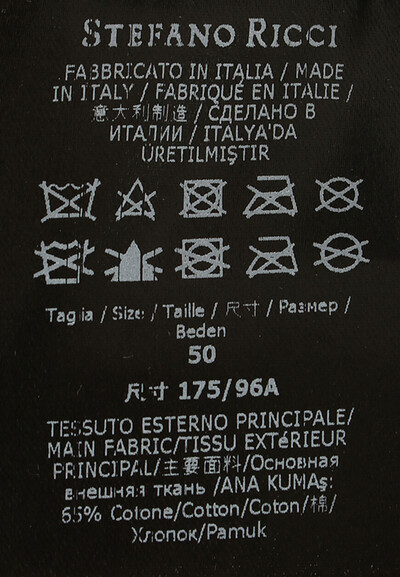 STEFANO RICCI
FABBRICATO IN ITALIA / MADE
IN ITALY / FABRIQUÉ EN ITALIE /
意大利制造 / СДЕЛАНО В
ИТАЛИИ / ITALYA'DA
ÜRETILMIŞTIR
Taglia / Size / Taille / 尺寸 / Размер /
Beden
50
尺寸 175/96A
TESSUTO ESTERNO PRINCIPALE/
MAIN FABRIC/TISSU EXTéRIEUR
PRINCIPAL/主要面料/Основная
внешняя ткань /ANA KUMAş:
65% Cotone/Cotton/Coton/棉/
Хлопок/Pamuk